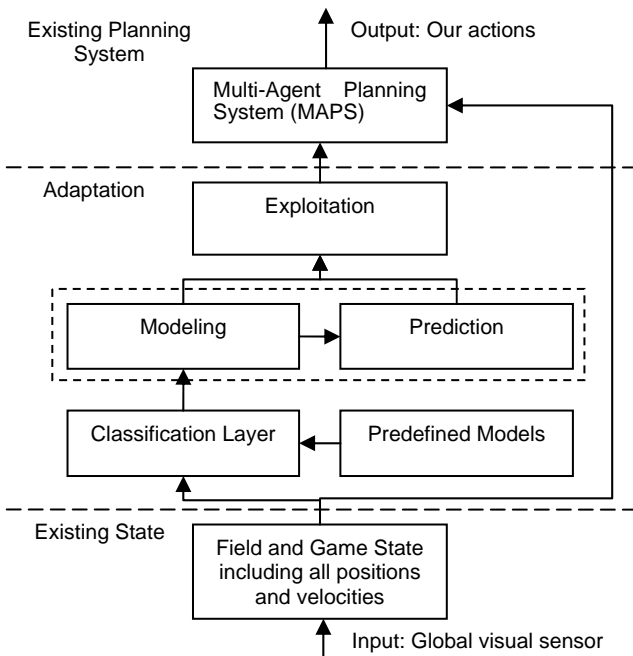 Existing Planning
System
Output: Our actions
Multi-Agent Planning
System (MAPS)
Adaptation
Exploitation
Modeling
Prediction
Classification Layer
Predefined Models
Existing State
Field and Game State
including all positions
and velocities
Input: Global visual sensor